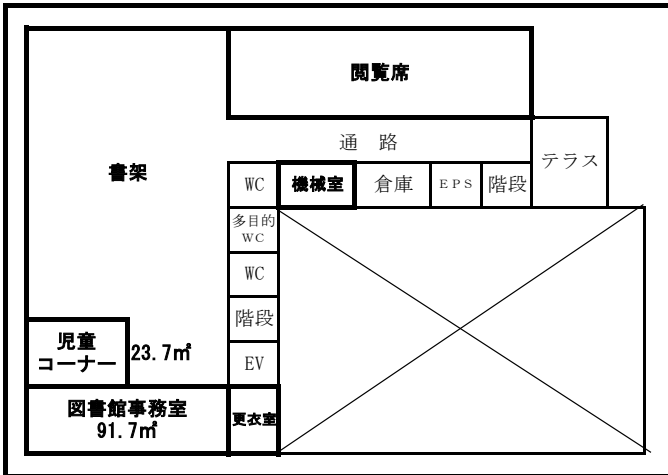 閲覧席
通 路
テラス
書架
WC
機械室
倉庫
EPS
階段
多目的
WC
WC
階段
児童
コーナー
23.7㎡
EV
図書館事務室
91.7㎡
更衣室